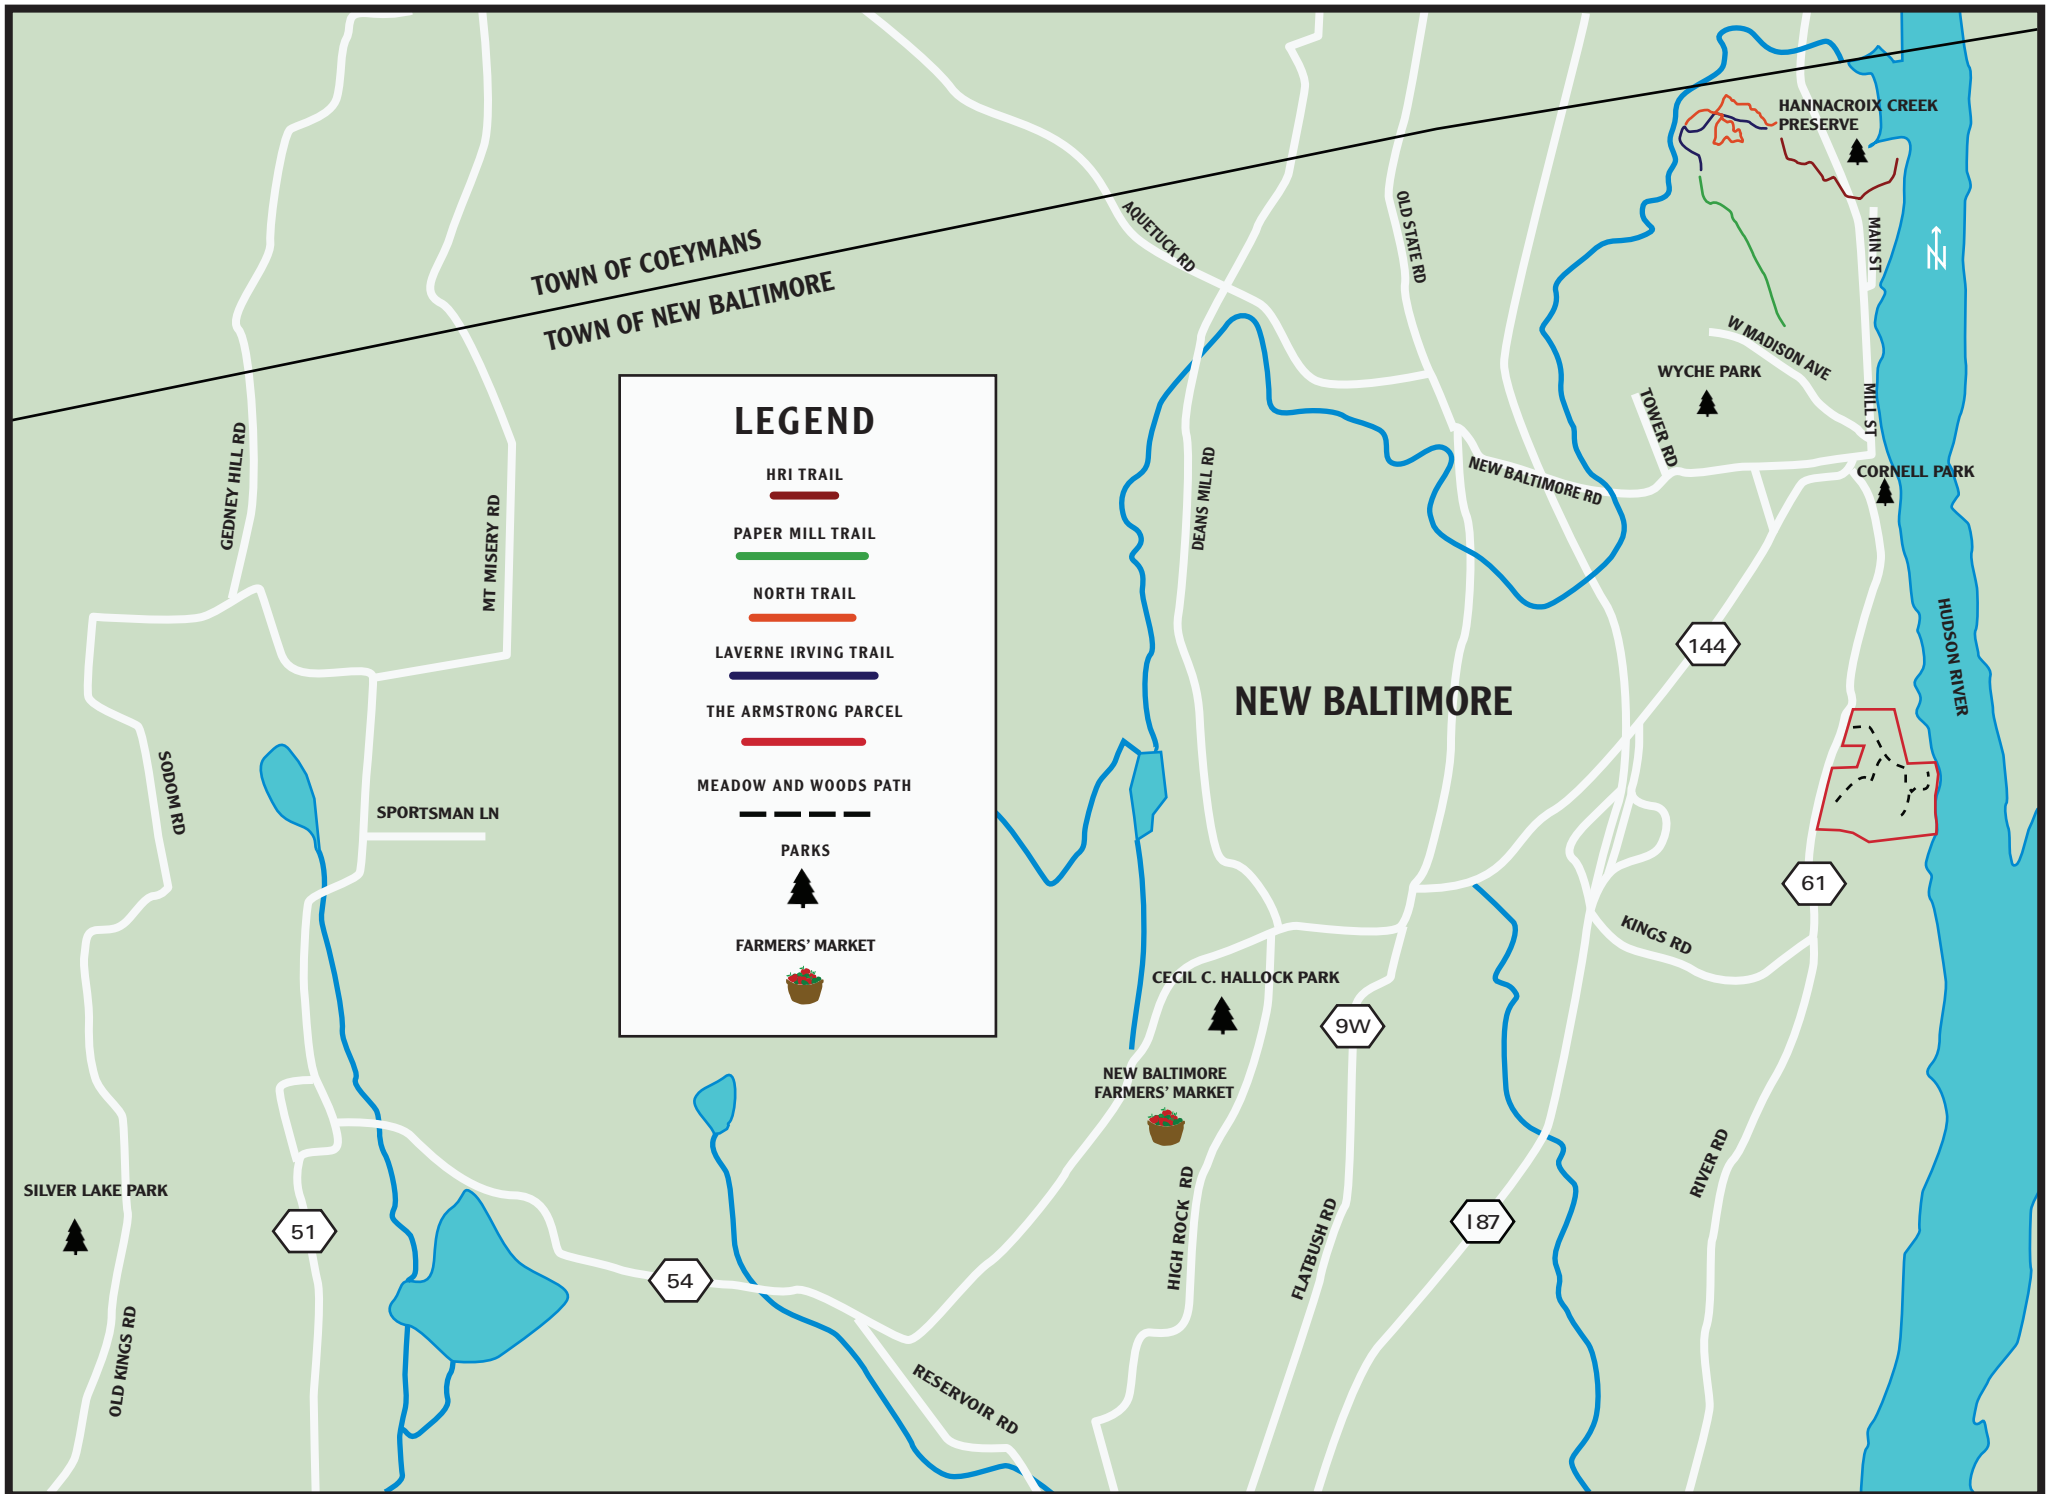 HANNACROIX CREEK
PRESERVE
AQUETUCK RD
OLD STATE RD
MAIN ST
N
TOWN OF COEYMANS
TOWN OF NEW BALTIMORE
W MADISON AVE
WYCHE PARK
TOWER RD
MILL ST
CORNELL PARK
NEW BALTIMORE RD
GEDNEY HILL RD
MT MISERY RD
DEANS MILL RD
LEGEND
HRI TRAIL
PAPER MILL TRAIL
NORTH TRAIL
LAVERNE IRVING TRAIL
THE ARMSTRONG PARCEL
MEADOW AND WOODS PATH
PARKS
FARMERS' MARKET
144
HUDSON RIVER
NEW BALTIMORE
SODOM RD
SPORTSMAN LN
61
KINGS RD
CECIL C. HALLOCK PARK
9W
NEW BALTIMORE
FARMERS' MARKET
SILVER LAKE PARK
51
54
HIGH ROCK RD
FLATBUSH RD
I 87
RIVER RD
OLD KINGS RD
RESERVOIR RD